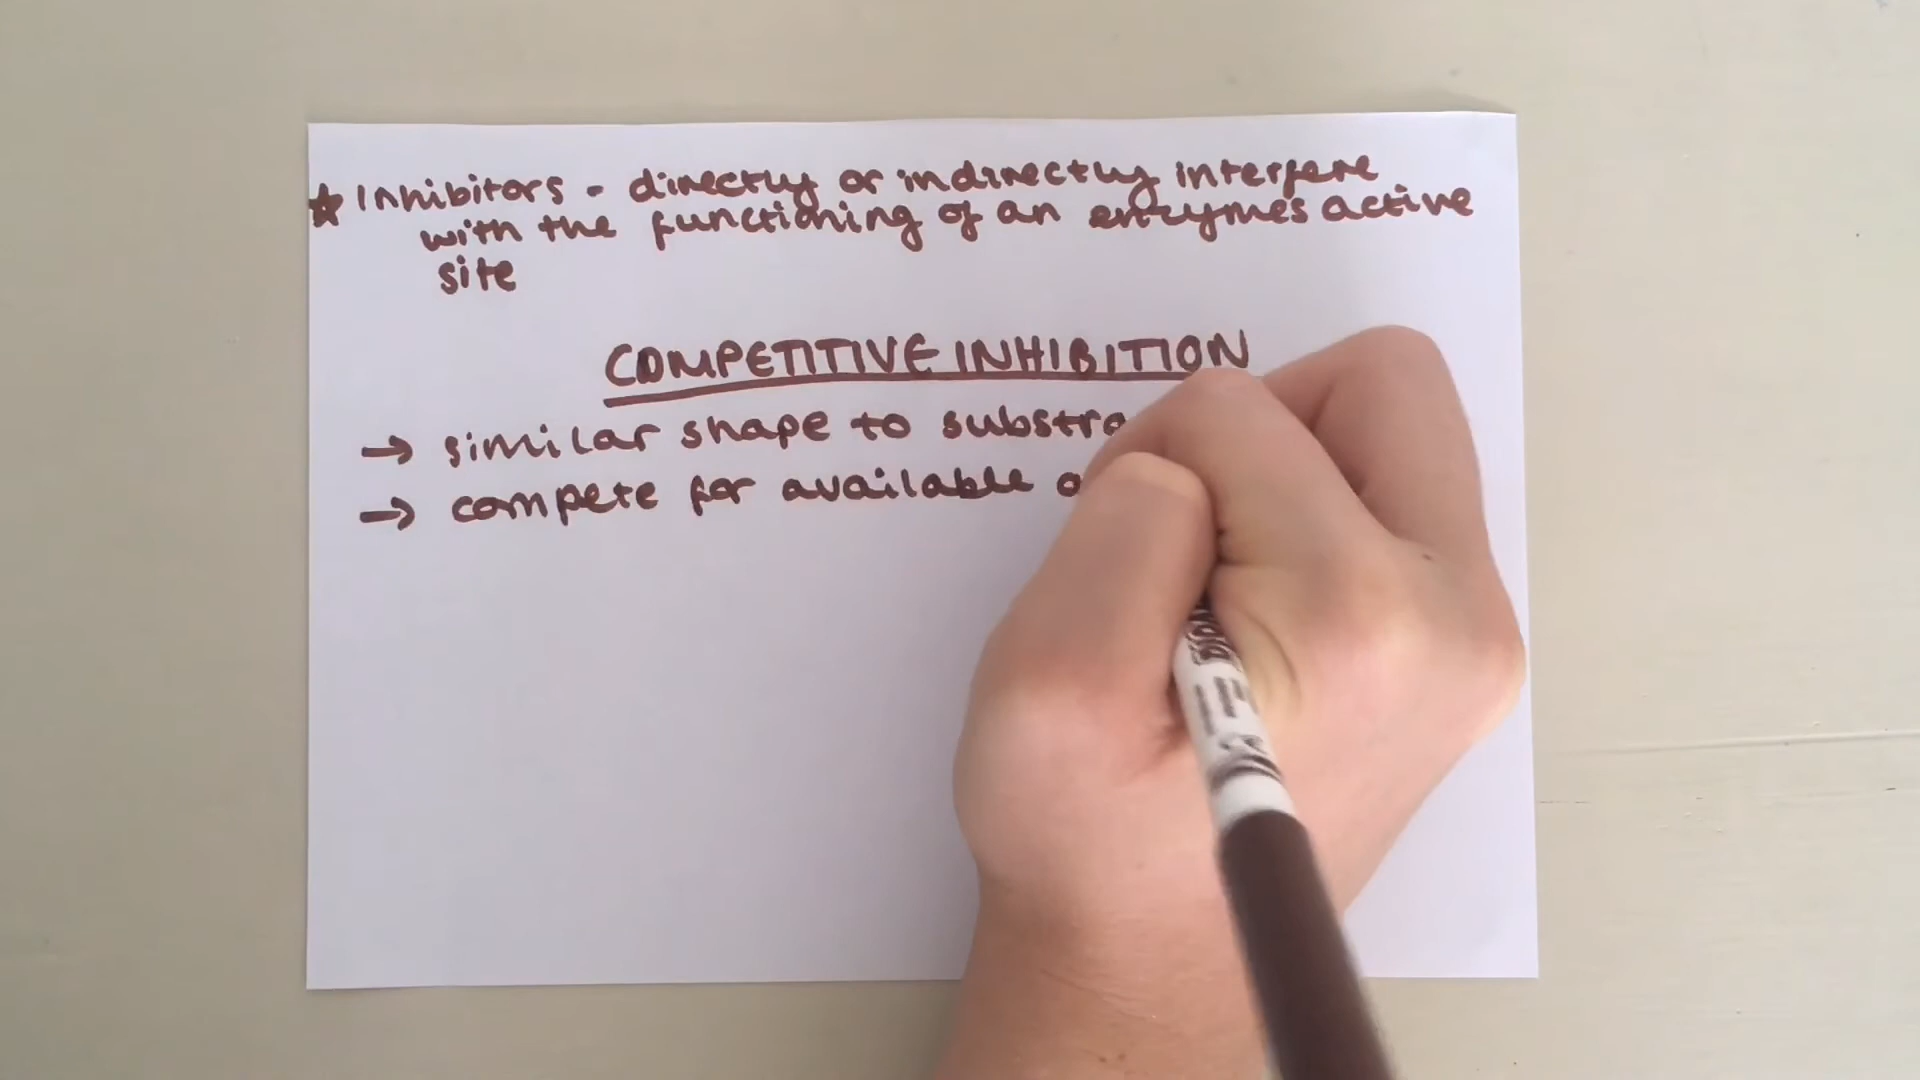 ☆ Inhibitors - directly or indirectly interfere
with the functioning of an enzymes active
site
COMPETITIVE INHIBITION
→ similar shape to substra
→ compete for available a